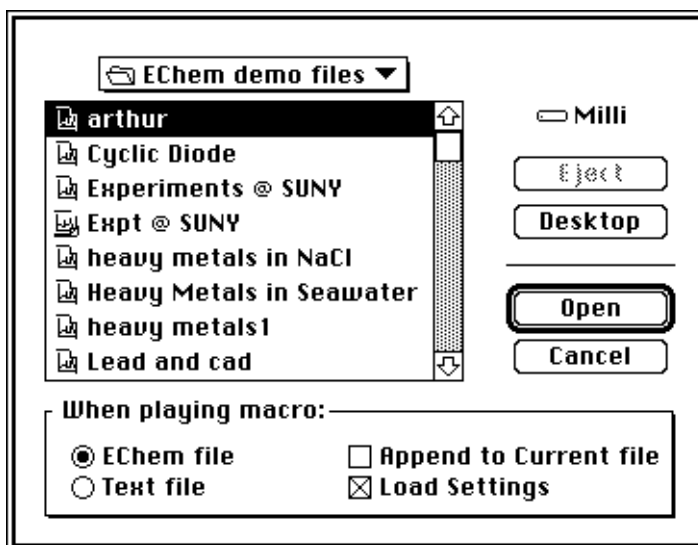 EChem demo files
arthur
Cyclic Diode
Experiments @ SUNY
Expt @ SUNY
heavy metals in NaCl
Heavy Metals in Seawater
heavy metals1
Lead and cad
Milli
Eject
Desktop
Open
Cancel
When playing macro:
EChem file
Append to Current file
Text file
Load Settings